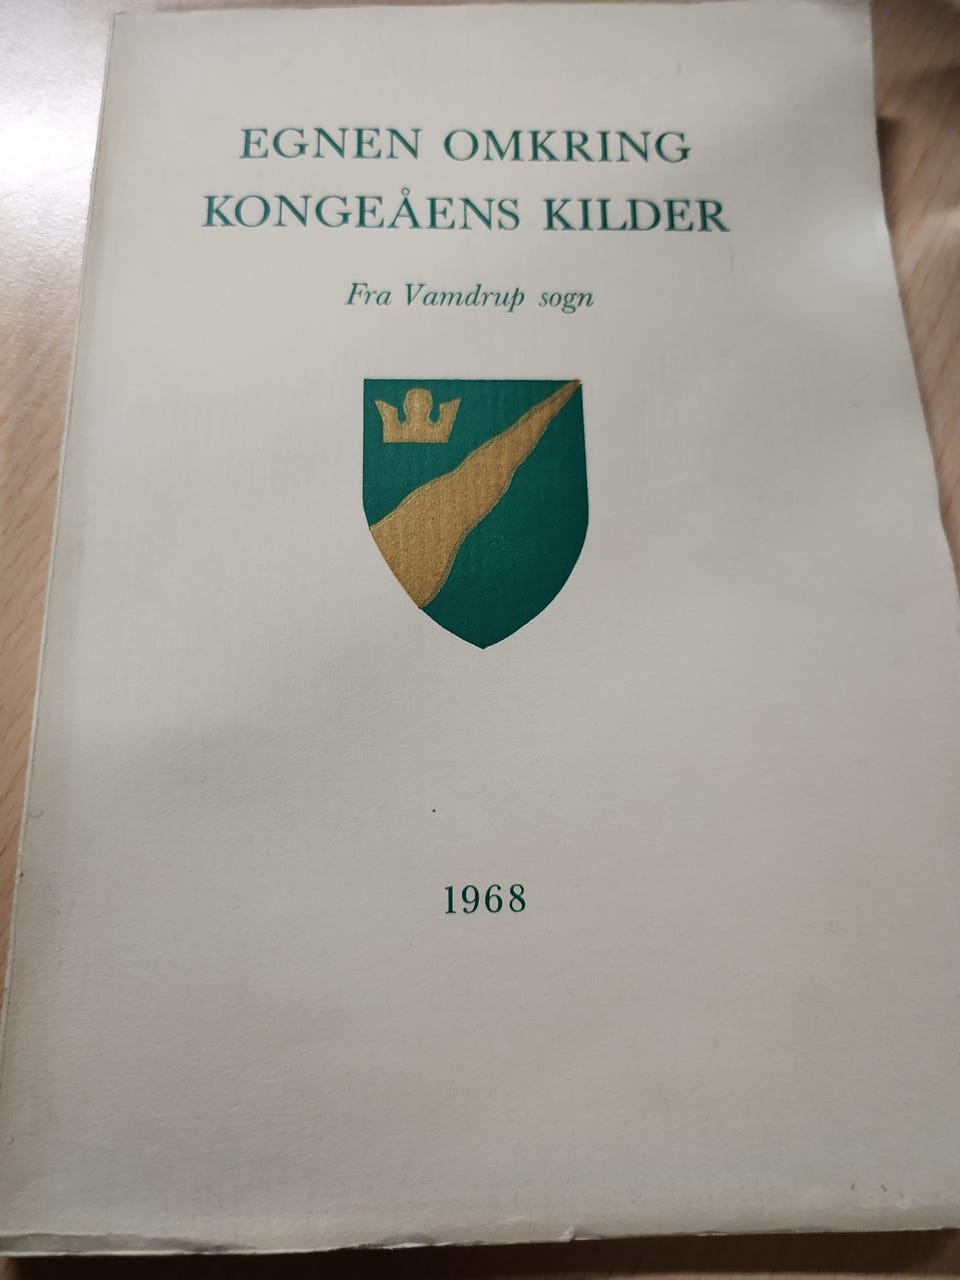 EGNEN OMKRING
KONGEÅENS KILDER
Fra Vamdrup sogn
1968